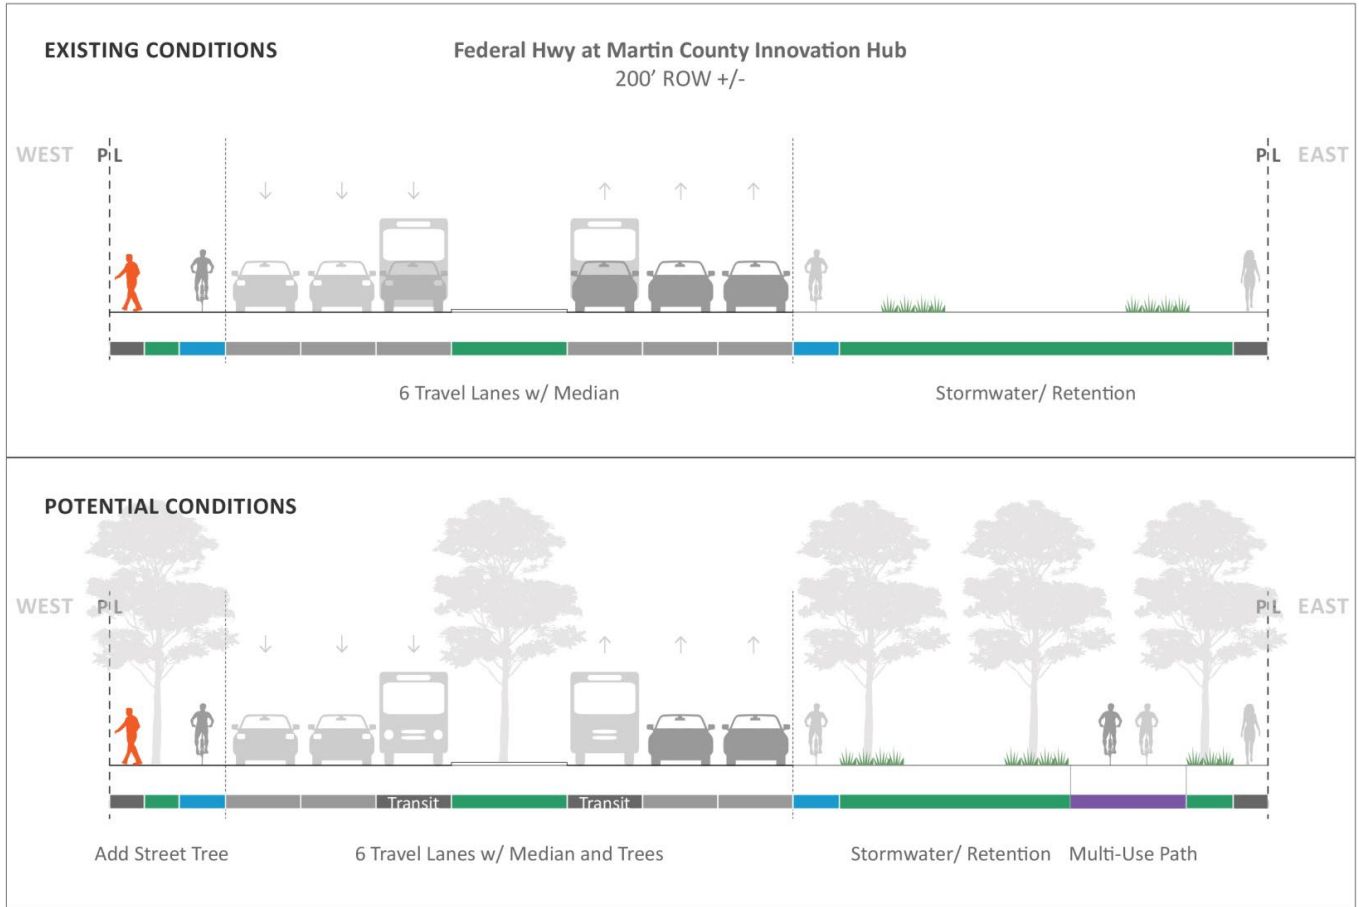 EXISTING CONDITIONS
Federal Hwy at Martin County Innovation Hub
200’ ROW +/-
WEST
PL
PL
EAST
6 Travel Lanes w/ Median
Stormwater/ Retention
POTENTIAL CONDITIONS
WEST
PL
PL
EAST
Transit
Transit
Add Street Tree
6 Travel Lanes w/ Median and Trees
Stormwater/ Retention
Multi-Use Path